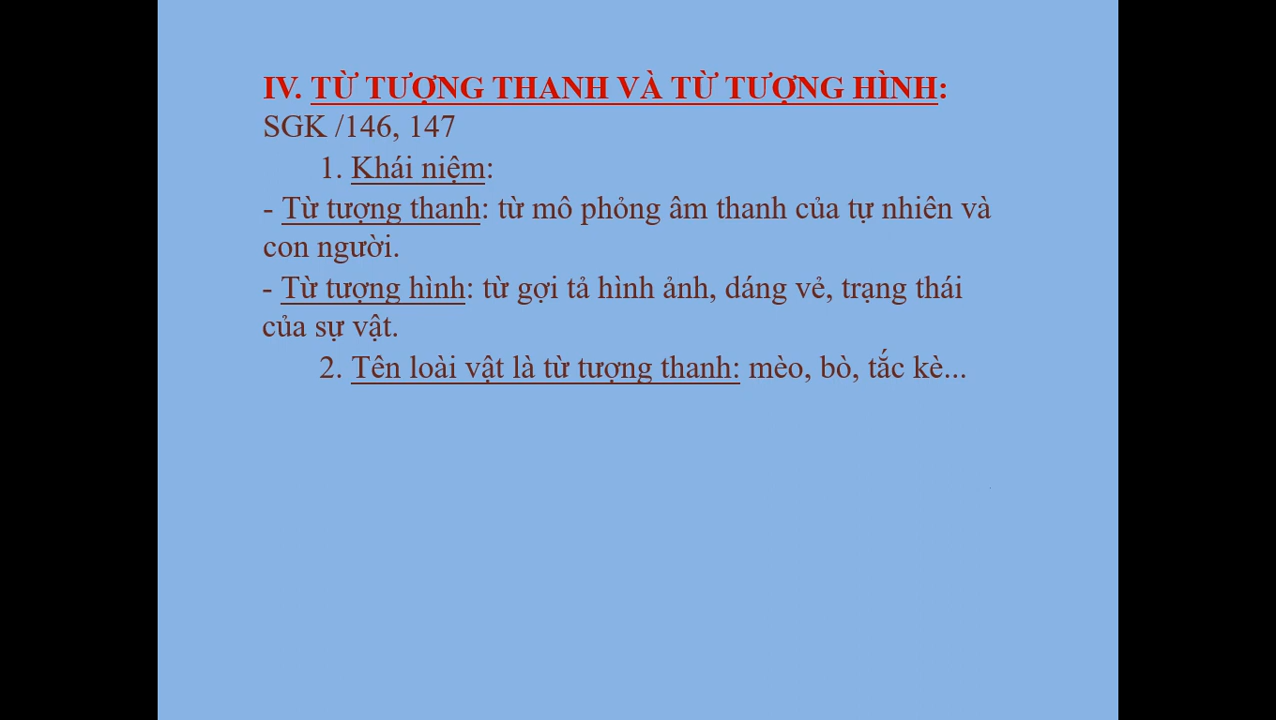 IV. TỪ TƯỢNG THANH VÀ TỪ TƯỢNG HÌNH:
SGK /146, 147
1. Khái niệm:
- Từ tượng thanh: từ mô phỏng âm thanh của tự nhiên và
con người.
- Từ tượng hình: từ gợi tả hình ảnh, dáng vẻ, trạng thái
của sự vật.
2. Tên loài vật là từ tượng thanh: mèo, bò, tắc kè...